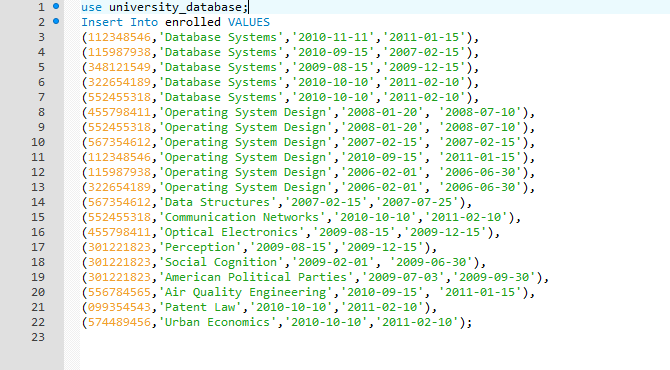 1 use university_database;
2 Insert Into enrolled VALUES
3 (112348546,'Database Systems','2010-11-11','2011-01-15'),
4 (115987938,'Database Systems','2010-09-15','2007-02-15'),
5 (348121549,'Database Systems','2009-08-15','2009-12-15'),
6 (322654189,'Database Systems','2010-10-10','2011-02-10'),
7 (552455318,'Database Systems','2010-10-10','2011-02-10'),
8 (455798411,'Operating System Design','2008-01-20', '2008-07-10'),
9 (552455318,'Operating System Design','2008-01-20', '2008-07-10'),
10 (567354612,'Operating System Design','2007-02-15', '2007-02-15'),
11 (112348546,'Operating System Design','2010-09-15', '2011-01-15'),
12 (115987938,'Operating System Design','2006-02-01', '2006-06-30'),
13 (322654189,'Operating System Design','2006-02-01', '2006-06-30'),
14 (567354612,'Data Structures','2007-02-15','2007-07-25'),
15 (552455318,'Communication Networks','2010-10-10','2011-02-10'),
16 (455798411,'Optical Electronics','2009-08-15','2009-12-15'),
17 (301221823,'Perception','2009-08-15','2009-12-15'),
18 (301221823,'Social Cognition','2009-02-01', '2009-06-30'),
19 (301221823,'American Political Parties','2009-07-03','2009-09-30'),
20 (556784565,'Air Quality Engineering','2010-09-15', '2011-01-15'),
21 (099354543,'Patent Law','2010-10-10','2011-02-10'),
22 (574489456,'Urban Economics','2010-10-10','2011-02-10');
23